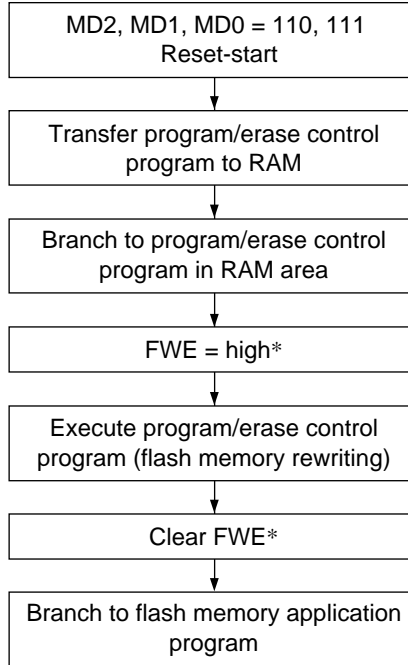 MD2, MD1, MD0 = 110, 111
Reset-start
Transfer program/erase control
program to RAM
Branch to program/erase control
program in RAM area
FWE = high*
Execute program/erase control
program (flash memory rewriting)
Clear FWE*
Branch to flash memory application
program